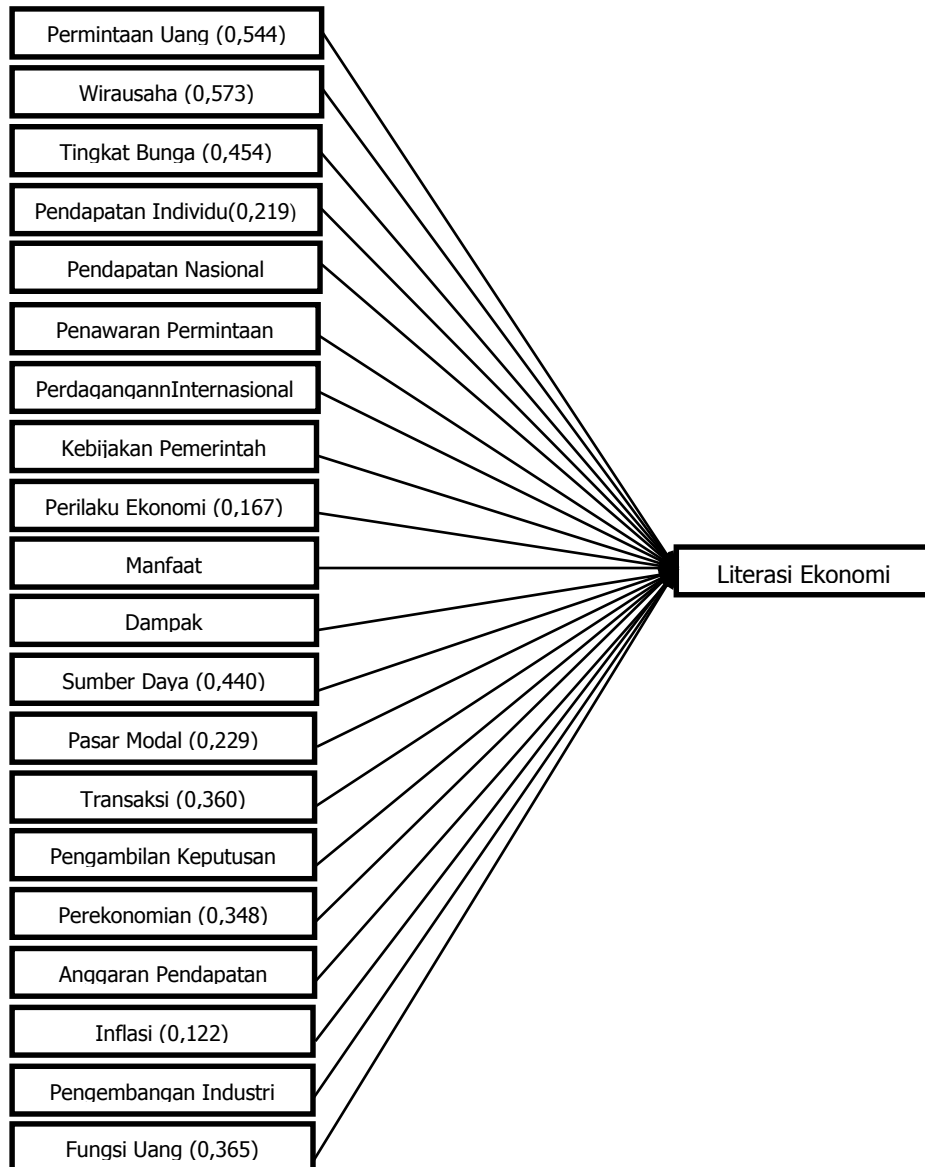 Permintaan Uang (0,544)
Wirausaha (0,573)
Tingkat Bunga (0,454)
Pendapatan Individu(0,219)
Pendapatan Nasional
Penawaran Permintaan
PerdagangannInternasional
Kebijakan Pemerintah
Perilaku Ekonomi (0,167)
Manfaat
Dampak
Literasi Ekonomi
Sumber Daya (0,440)
Pasar Modal (0,229)
Transaksi (0,360)
Pengambilan Keputusan
Perekonomian (0,348)
Anggaran Pendapatan
Inflasi (0,122)
Pengembangan Industri
Fungsi Uang (0,365)